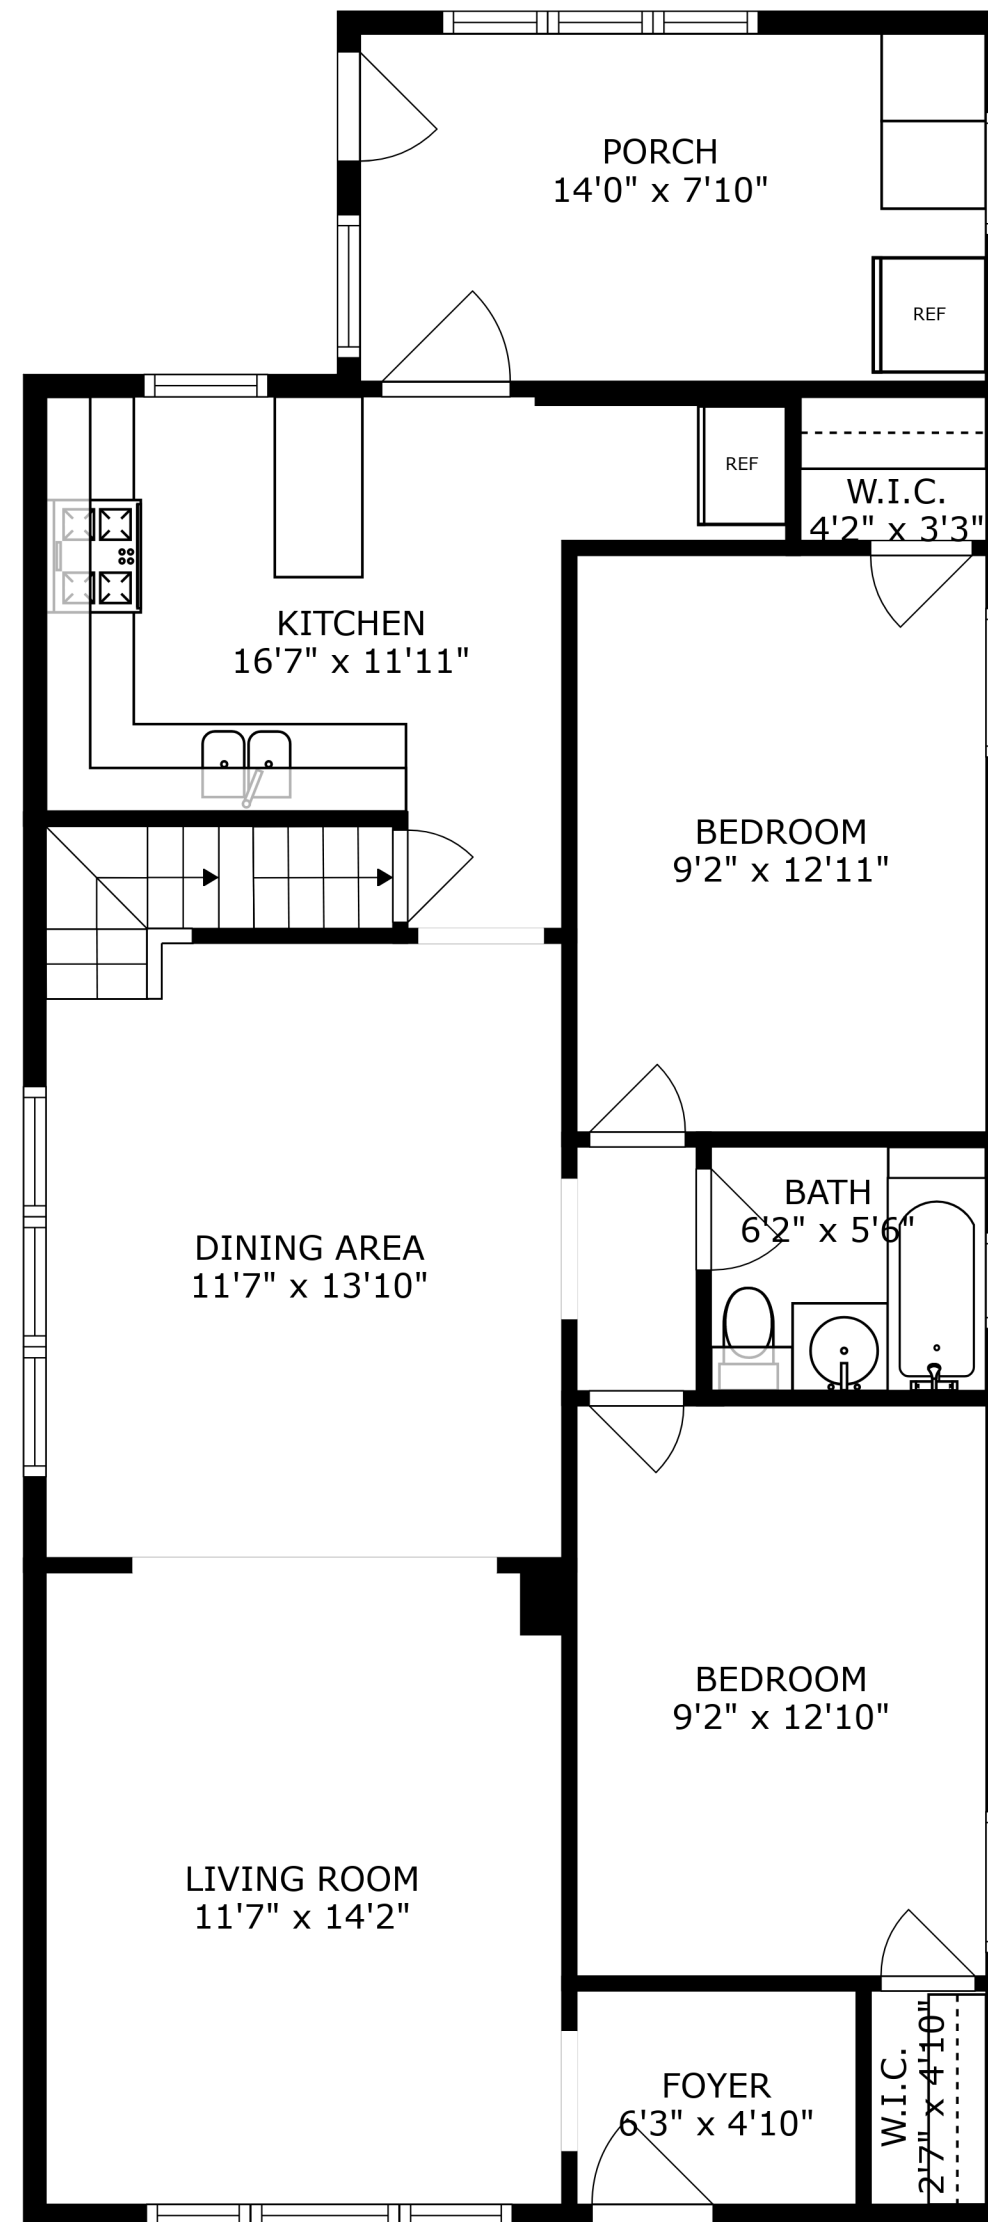 PORCH
14'0" x 7'10"
REF
REF
W.I.C.
4'2" x 3'3"
KITCHEN
16'7" x 11'11"
BEDROOM
9'2" x 12'11"
BATH
6'2" x 5'6"
DINING AREA
11'7" x 13'10"
BEDROOM
9'2" x 12'10"
LIVING ROOM
11'7" x 14'2"
FOYER
6'3" x 4'10"
W.I.C.
2'7" x 4'10"